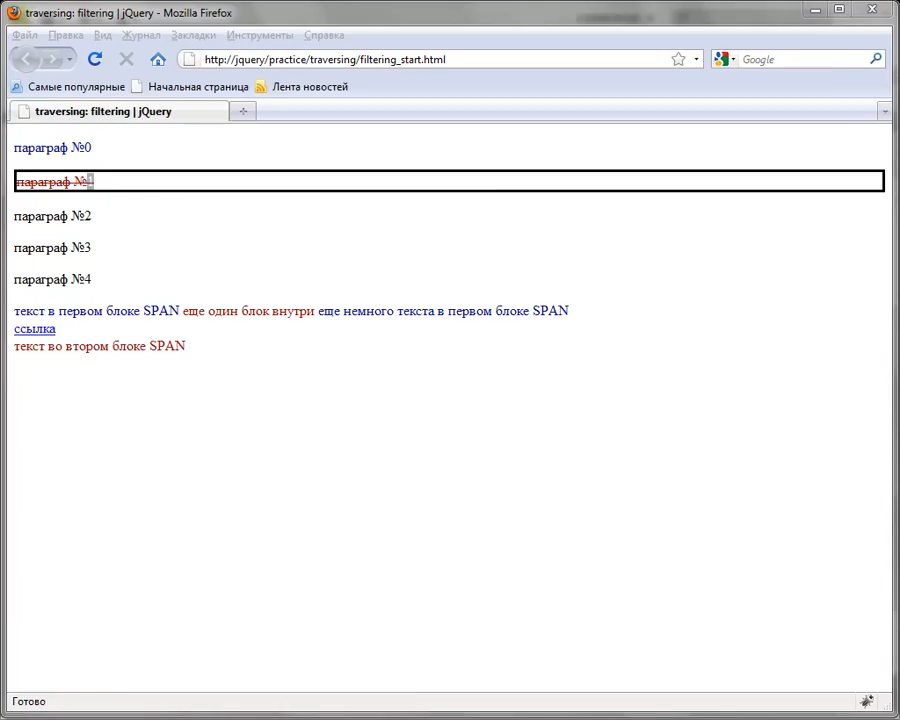 traversing: filtering | jQuery - Mozilla Firefox
Файл Правка Вид Журнал Закладки Инструменты Справка
http://jquery/practice/traversing/filtering_start.html Google
Самые популярные Начальная страница Лента новостей
traversing: filtering | jQuery
параграф №0
параграф №1
параграф №2
параграф №3
параграф №4
текст в первом блоке SPAN еще один блок внутри еще немного текста в первом блоке SPAN
ссылка
текст во втором блоке SPAN
Готово